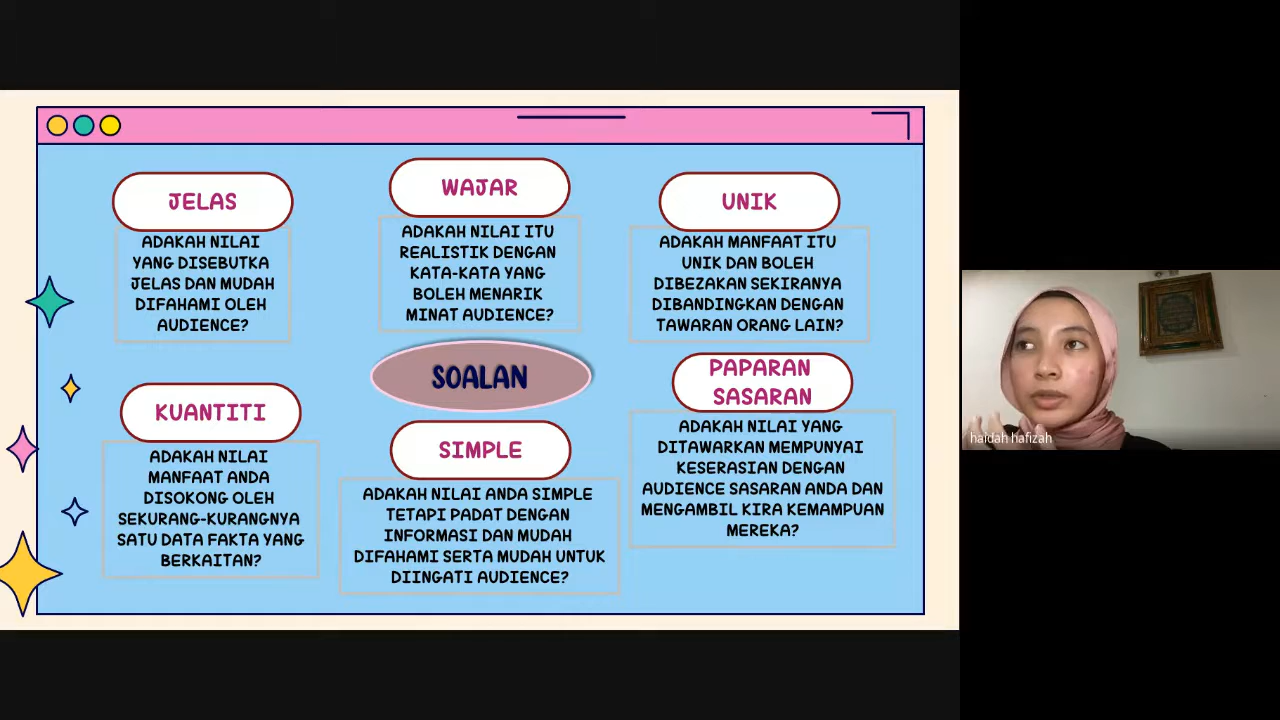 JELAS
ADAKAH NILAI
YANG DISEBUTKA
JELAS DAN MUDAH
DIFAHAMI OLEH
AUDIENCE?
WAJAR
ADAKAH NILAI ITU
REALISTIK DENGAN
KATA-KATA YANG
BOLEH MENARIK
MINAT AUDIENCE?
UNIK
ADAKAH MANFAAT ITU
UNIK DAN BOLEH
DIBEZAKAN SEKIRANYA
DIBANDINGKAN DENGAN
TAWARAN ORANG LAIN?
SOALAN
KUANTITI
ADAKAH NILAI
MANFAAT ANDA
DISOKONG OLEH
SEKURANG-KURANGNYA
SATU DATA FAKTA YANG
BERKAITAN?
SIMPLE
ADAKAH NILAI ANDA SIMPLE
TETAPI PADAT DENGAN
INFORMASI DAN MUDAH
DIFAHAMI SERTA MUDAH UNTUK
DIINGATI AUDIENCE?
PAPARAN
SASARAN
ADAKAH NILAI YANG
DITAWARKAN MEMPUNYAI
KESERASIAN DENGAN
AUDIENCE SASARAN ANDA DAN
MENGAMBIL KIRA KEMAMPUAN
MEREKA?
haidah hafizah